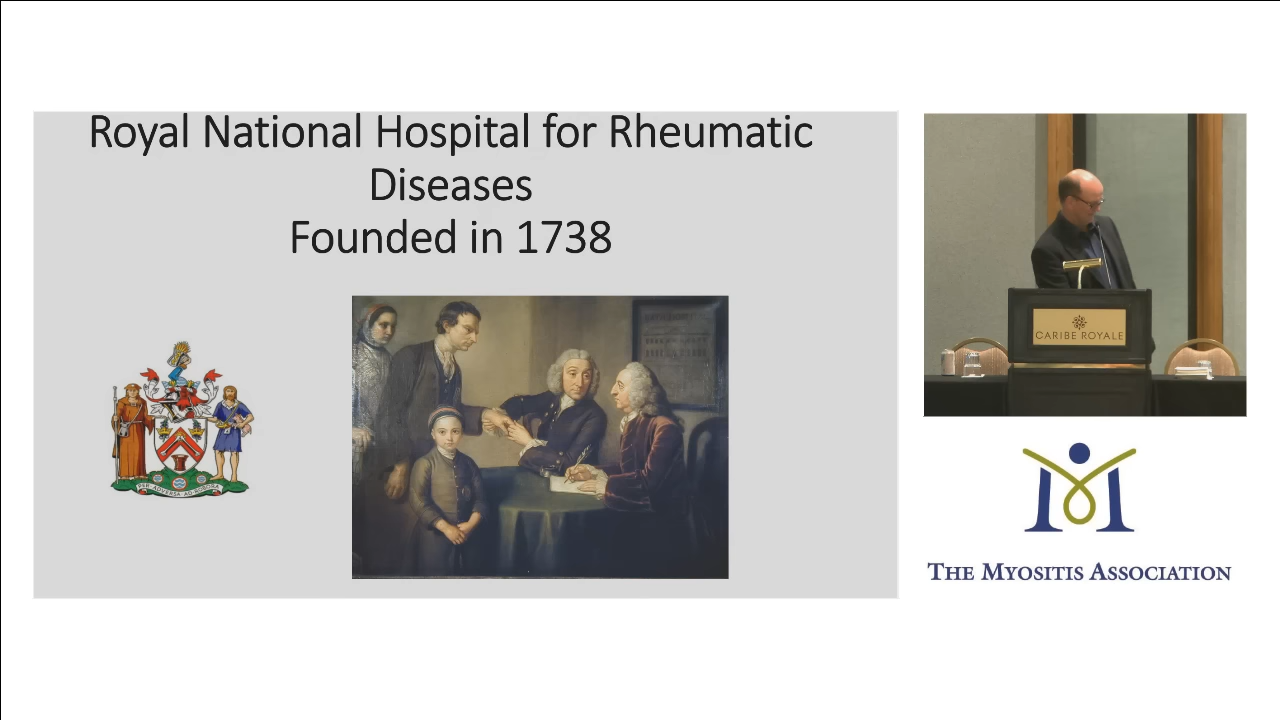 Royal National Hospital for Rheumatic
Diseases
Founded in 1738
CARIBE ROYALE
THE MYOSITIS ASSOCIATION